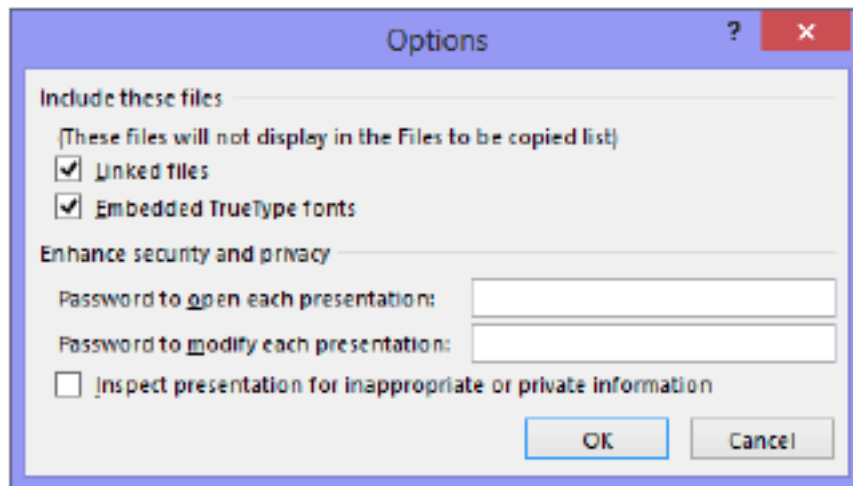 Options
?
Include these files
(These files will not display in the Files to be copied list)
Linked files
Embedded TrueType fonts
Enhance security and privacy
Password to open each presentation:
Password to modify each presentation:
Inspect presentation for inappropriate or private information
OK Cancel